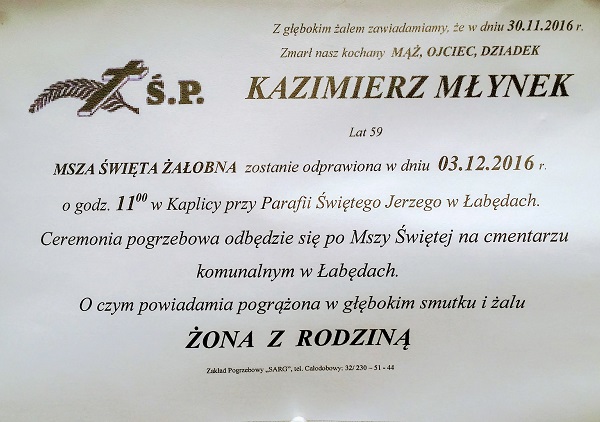 Z głębokim żalem zawiadamiamy, że w dniu 30.11.2016 r.
Zmarł nasz kochany MĄŻ, OJCIEC, DZIADEK
Ś.P.
KAZIMIERZ MŁYNEK
Lat 59
MSZA ŚWIĘTA ŻAŁOBNA zostanie odprawiona w dniu 03.12.2016 r.
o godz. 11⁰⁰ w Kaplicy przy Parafii Świętego Jerzego w Łabędach.
Ceremonia pogrzebowa odbędzie się po Mszy Świętej na cmentarzu
komunalnym w Łabędach.
O czym powiadamia pogrążona w głębokim smutku i żalu
ŻONA Z RODZINĄ
Zakład Pogrzebowy „SARG", tel. Całodobowy: 32/ 230 – 51 - 44